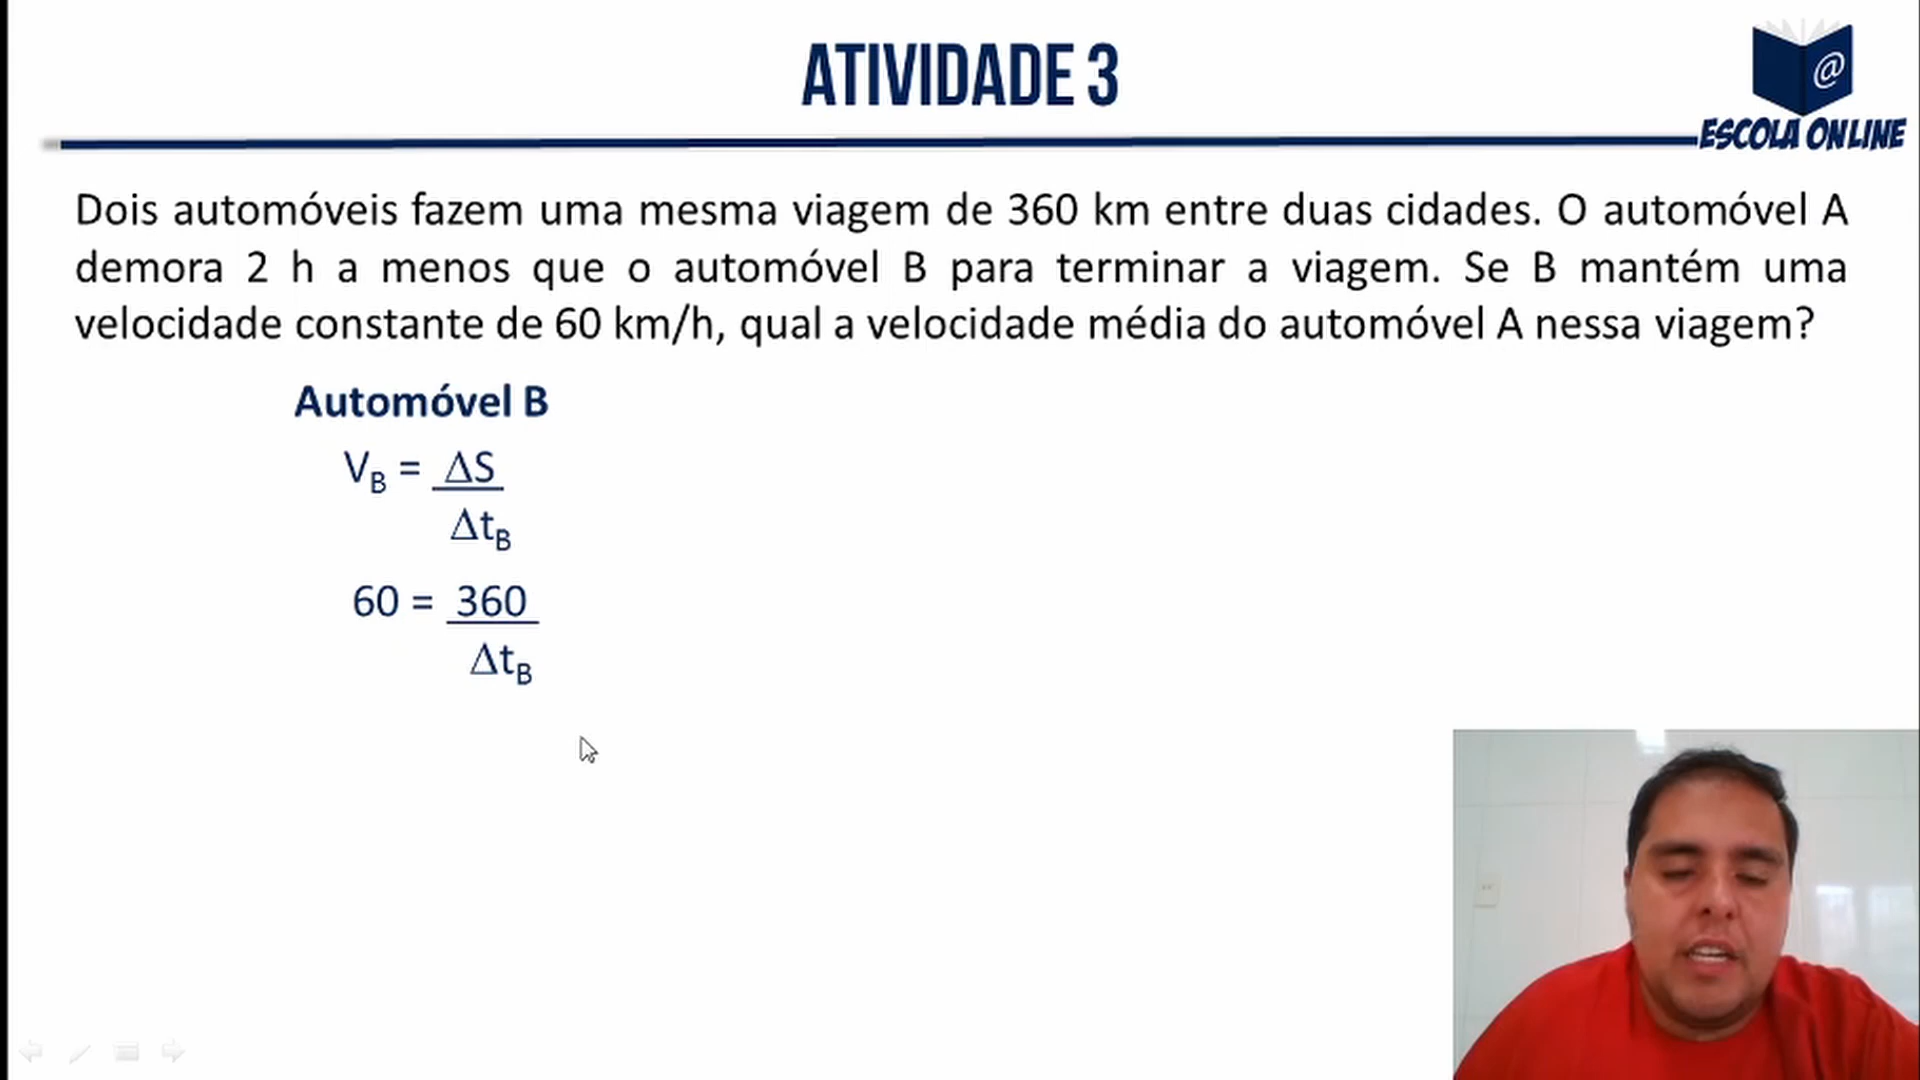 ATIVIDADE 3
@
ESCOLA ONLINE
Dois automóveis fazem uma mesma viagem de 360 km entre duas cidades. O automóvel A
demora 2 h a menos que o automóvel B para terminar a viagem. Se B mantém uma
velocidade constante de 60 km/h, qual a velocidade média do automóvel A nessa viagem?
Automóvel B
V_B = ΔS
Δt_B
60 = 360
Δt_B